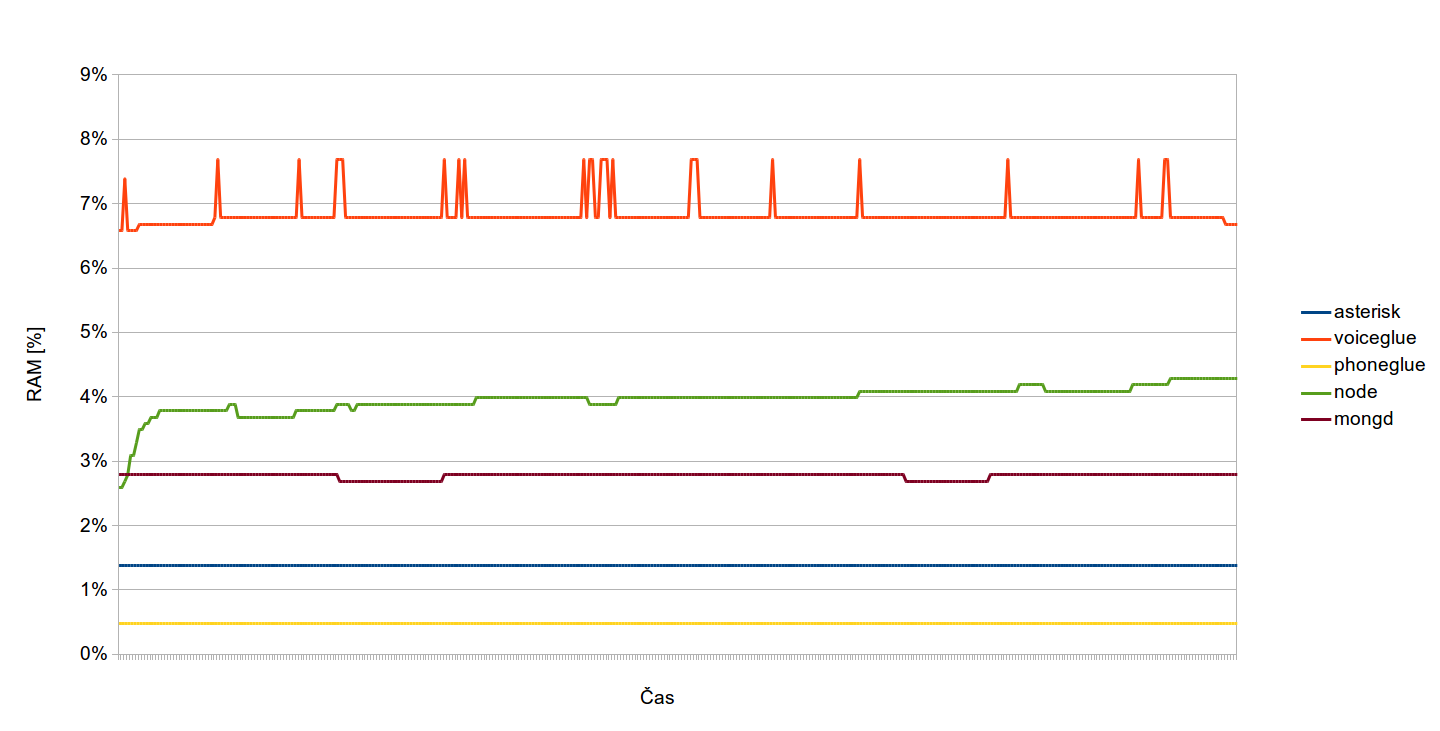 9%
8%
7%
6%
5%
4%
3%
2%
1%
0%
RAM [%]
Čas
asterisk
voiceglue
phoneglue
node
mongd